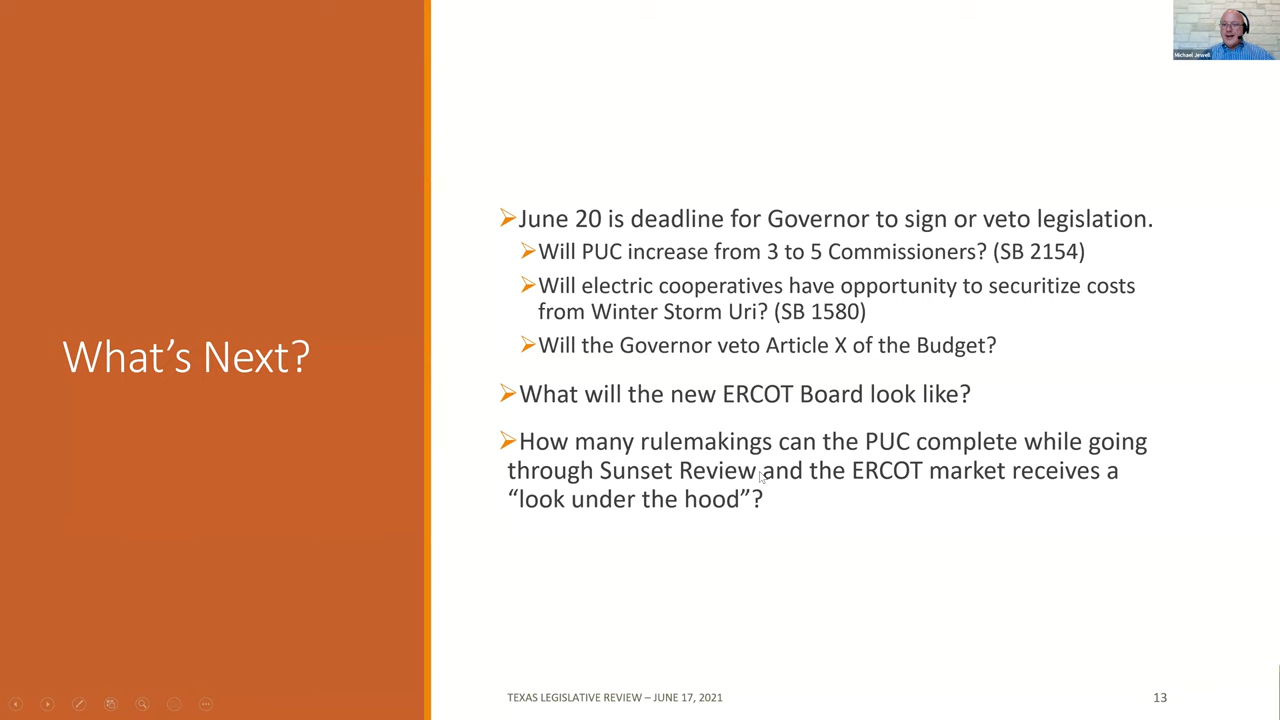 Michael Jewell
What's Next?
➢June 20 is deadline for Governor to sign or veto legislation.
➢Will PUC increase from 3 to 5 Commissioners? (SB 2154)
➢Will electric cooperatives have opportunity to securitize costs
from Winter Storm Uri? (SB 1580)
➢Will the Governor veto Article X of the Budget?
➢What will the new ERCOT Board look like?
➢How many rulemakings can the PUC complete while going
through Sunset Review and the ERCOT market receives a
“look under the hood”?
TEXAS LEGISLATIVE REVIEW – JUNE 17, 2021
13